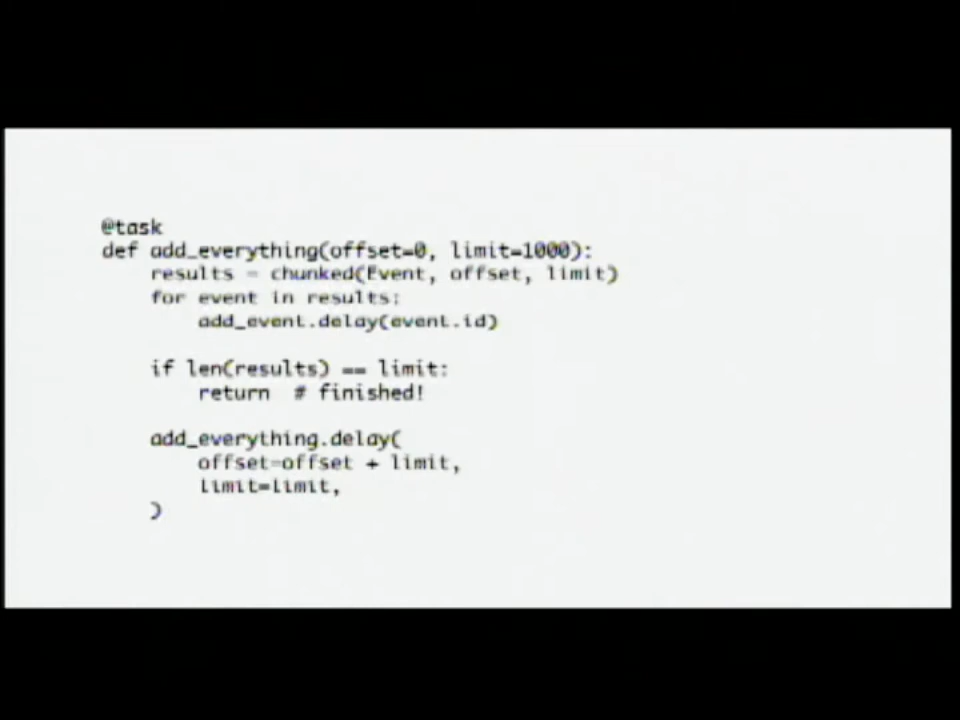 @task
def add_everything(offset=0, limit=1000):
    results = chunked(Event, offset, limit)
    for event in results:
        add_event.delay(event.id)

    if len(results) == limit:
        return  # finished!

    add_everything.delay(
        offset=offset + limit,
        limit=limit,
    )